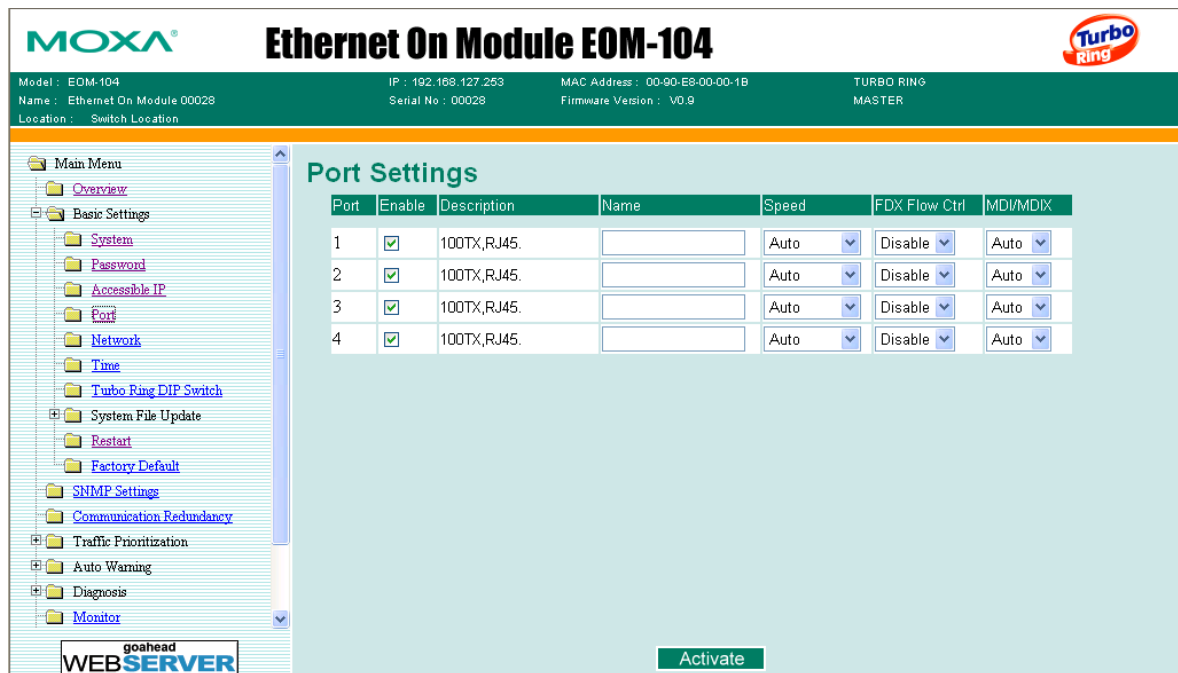 MOXA®
Ethernet On Module EOM-104
Turbo
Ring
Model : EOM-104 IP : 192.168.127.253 MAC Address : 00-90-E8-00-00-1B TURBO RING
Name : Ethernet On Module 00028 Serial No : 00028 Firmware Version : V0.9 MASTER
Location : Switch Location
Main Menu
Overview
Basic Settings
System
Password
Accessible IP
Port
Network
Time
Turbo Ring DIP Switch
System File Update
Restart
Factory Default
SNMP Settings
Communication Redundancy
Traffic Prioritization
Auto Warning
Diagnosis
Monitor
goahead
WEBSERVER
Port Settings
Port Enable Description Name Speed FDX Flow Ctrl MDI/MDIX
1 100TX,RJ45. Auto Disable Auto
2 100TX,RJ45. Auto Disable Auto
3 100TX,RJ45. Auto Disable Auto
4 100TX,RJ45. Auto Disable Auto
Activate